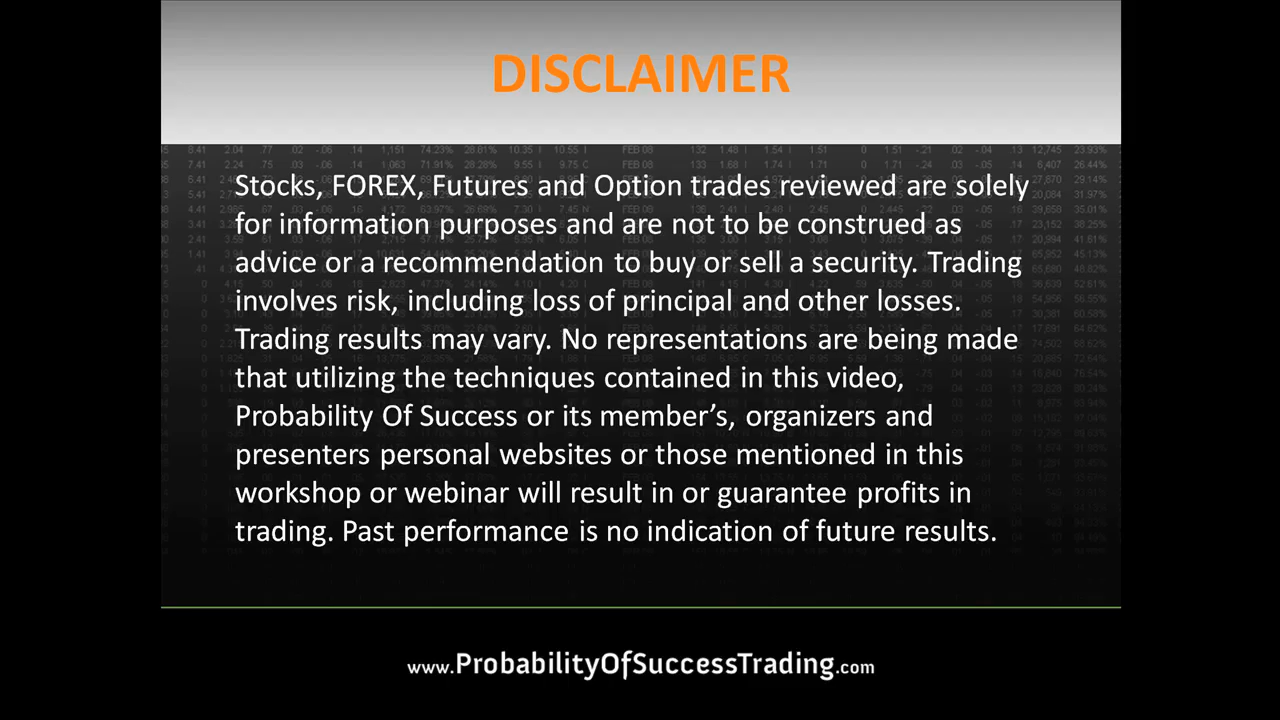 DISCLAIMER
Stocks, FOREX, Futures and Option trades reviewed are solely
for information purposes and are not to be construed as
advice or a recommendation to buy or sell a security. Trading
involves risk, including loss of principal and other losses.
Trading results may vary. No representations are being made
that utilizing the techniques contained in this video,
Probability Of Success or its member’s, organizers and
presenters personal websites or those mentioned in this
workshop or webinar will result in or guarantee profits in
trading. Past performance is no indication of future results.
www.ProbabilityOfSuccessTrading.com